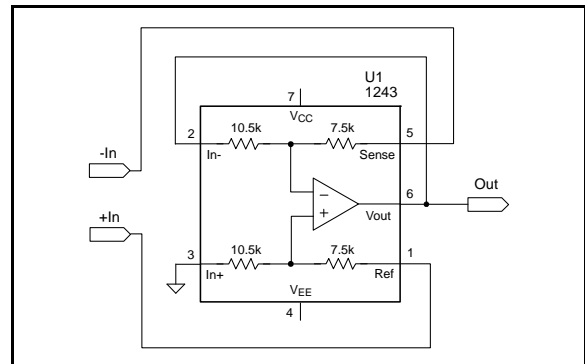 U1
1243
7
VCC
10.5k
7.5k
2
5
In-
Sense
-In
−
+
6
Out
Vout
+In
10.5k
7.5k
3
1
In+
Ref
VEE
4